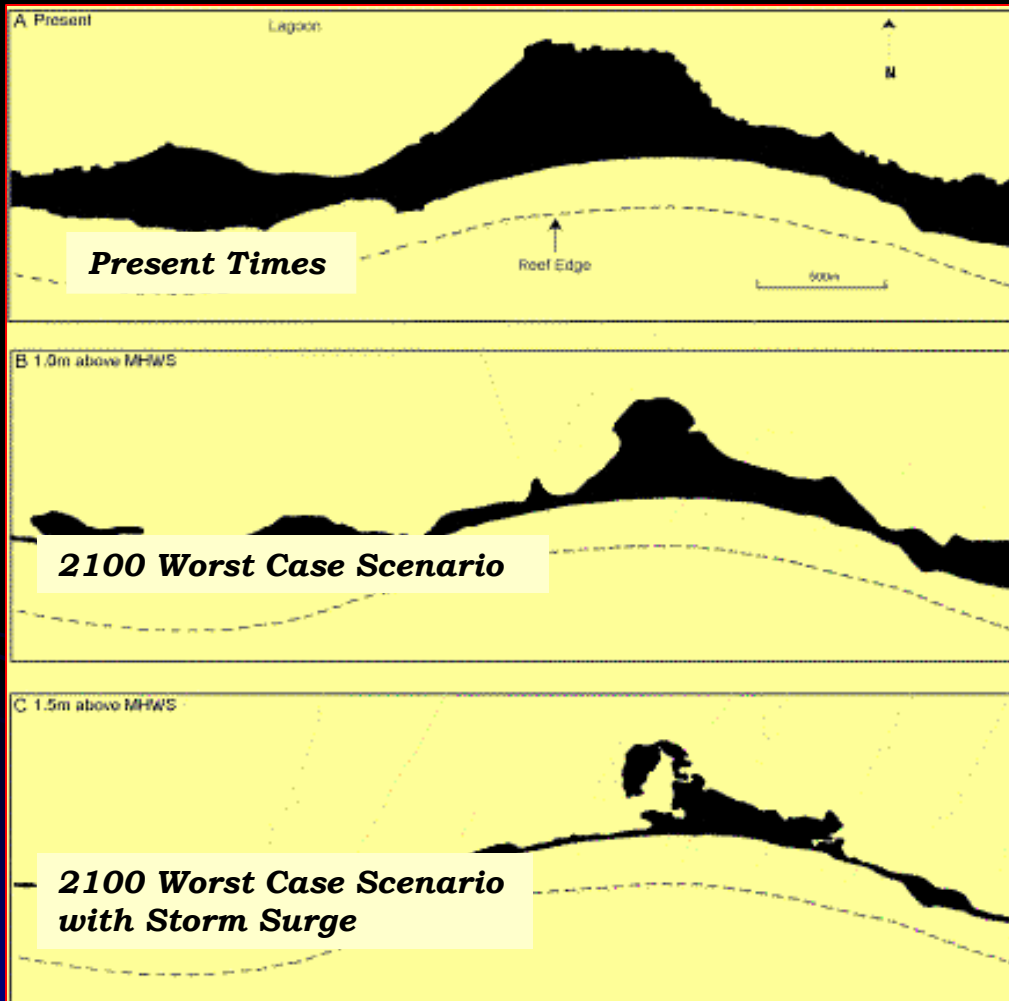 A Present
Lagoon
N
Present Times
Reef Edge
500m
B 1.0m above MHWS
2100 Worst Case Scenario
C 1.5m above MHWS
2100 Worst Case Scenario
with Storm Surge